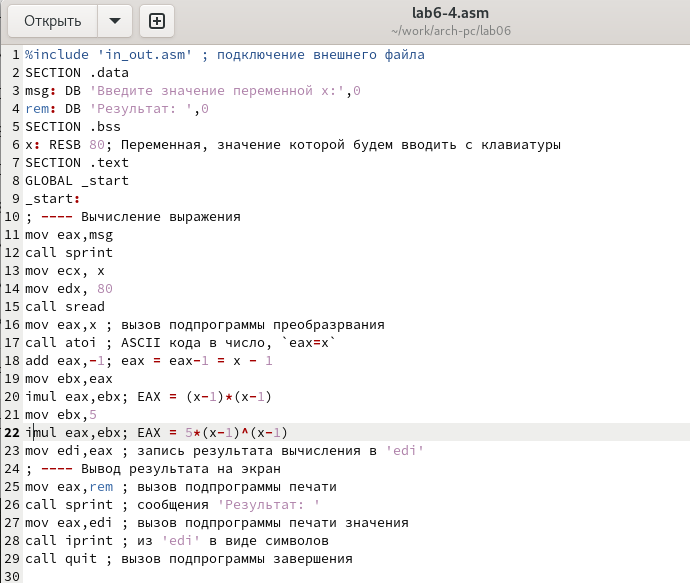 Открыть
lab6-4.asm
~/work/arch-pc/lab06
1 %include 'in_out.asm' ; подключение внешнего файла
2 SECTION .data
3 msg: DB 'Введите значение переменной x:',0
4 rem: DB 'Результат: ',0
5 SECTION .bss
6 x: RESB 80; Переменная, значение которой будем вводить с клавиатуры
7 SECTION .text
8 GLOBAL _start
9 _start:
10 ; ---- Вычисление выражения
11 mov eax,msg
12 call sprint
13 mov ecx, x
14 mov edx, 80
15 call sread
16 mov eax,x ; вызов подпрограммы преобразрвания
17 call atoi ; ASCII кода в число, `eax=x`
18 add eax,-1; eax = eax-1 = x - 1
19 mov ebx,eax
20 imul eax,ebx; EAX = (x-1)*(x-1)
21 mov ebx,5
22 imul eax,ebx; EAX = 5*(x-1)^(x-1)
23 mov edi,eax ; запись результата вычисления в 'edi'
24 ; ---- Вывод результата на экран
25 mov eax,rem ; вызов подпрограммы печати
26 call sprint ; сообщения 'Результат: '
27 mov eax,edi ; вызов подпрограммы печати значения
28 call iprint ; из 'edi' в виде символов
29 call quit ; вызов подпрограммы завершения
30